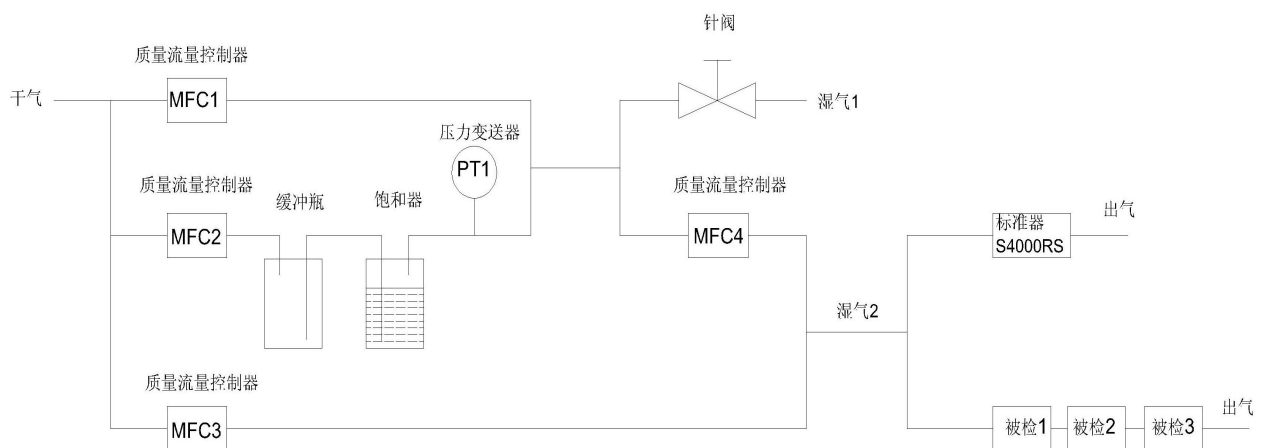 针阀
质量流量控制器
干气
MFC1
湿气1
压力变送器
PT1
质量流量控制器
质量流量控制器
缓冲瓶
饱和器
MFC2
MFC4
标准器
S4000RS
出气
湿气2
质量流量控制器
MFC3
被检1
被检2
被检3
出气